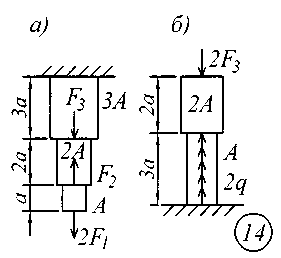 а) б)
2F₃
3a F₃ 3A 2a 2A
2a 2A F₂ 3a A
a A 2q
2F₁
14